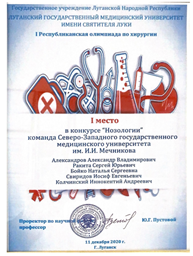 Государственное учреждение Луганской Народной Республики
ЛУГАНСКИЙ ГОСУДАРСТВЕННЫЙ МЕДИЦИНСКИЙ УНИВЕРСИТЕТ
ИМЕНИ СВЯТИТЕЛЯ ЛУКИ
I Республиканская олимпиада по хирургии
I место
в конкурсе "Нозологии"
команда Северо-Западного государственного
медицинского университета
им. И.И. Мечникова
Александров Александр Владимирович
Ракита Сергей Юрьевич
Бойко Наталья Сергеевна
Свиридов Иосиф Евгеньевич
Колчинский Иннокентий Андреевич
Проректор по научной
профессор
Ю.Г. Пустовой
11 декабря 2020 г.
Г. Луганск